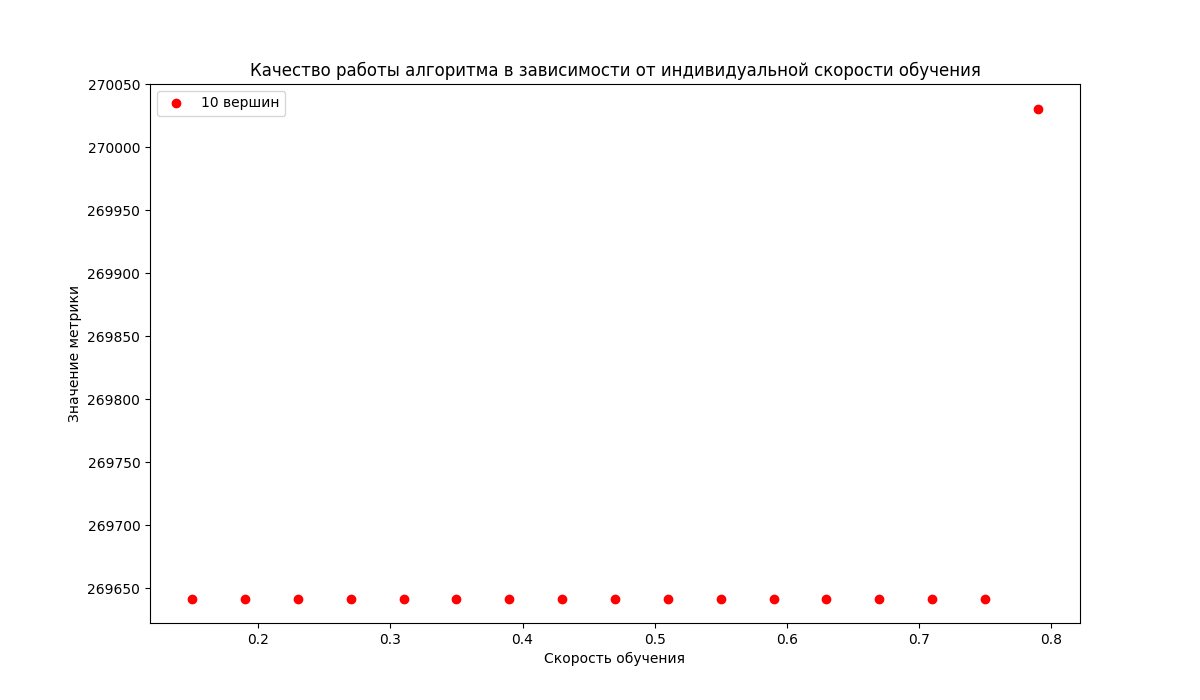 Качество работы алгоритма в зависимости от индивидуальной скорости обучения
270050
10 вершин
270000
269950
269900
269850
269800
269750
269700
269650
Значение метрики
0.2 0.3 0.4 0.5 0.6 0.7 0.8
Скорость обучения